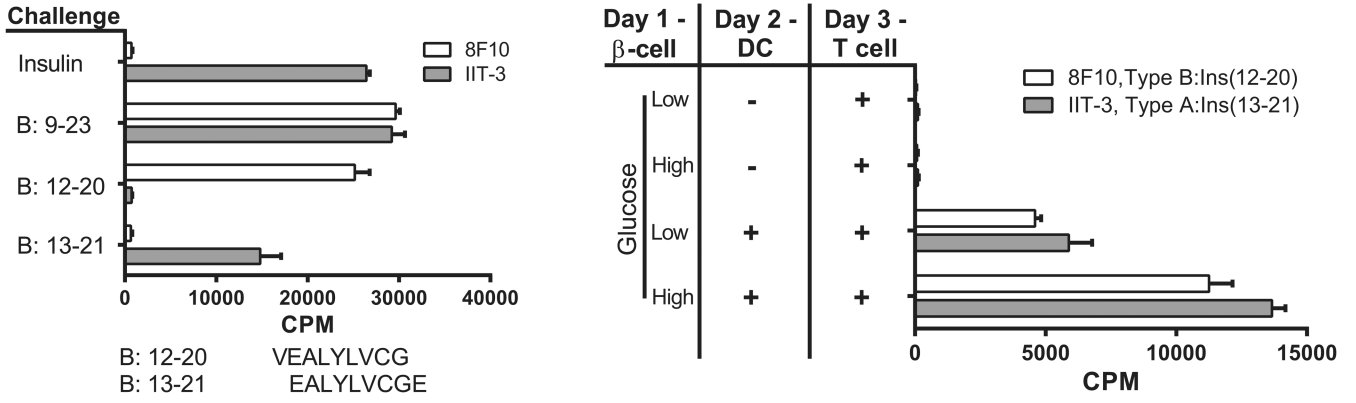 Challenge
8F10
IIT-3
Insulin
B: 9-23
B: 12-20
B: 13-21
0 10000 20000 30000 40000
CPM
B: 12-20 VEALYLVCG
B: 13-21 EALYLVCGE
Day 1 - Day 2 - Day 3 -
β-cell DC T cell
8F10,Type B:Ins(12-20)
IIT-3, Type A:Ins(13-21)
Glucose
Low - +
High - +
Low + +
High + +
0 5000 10000 15000
CPM